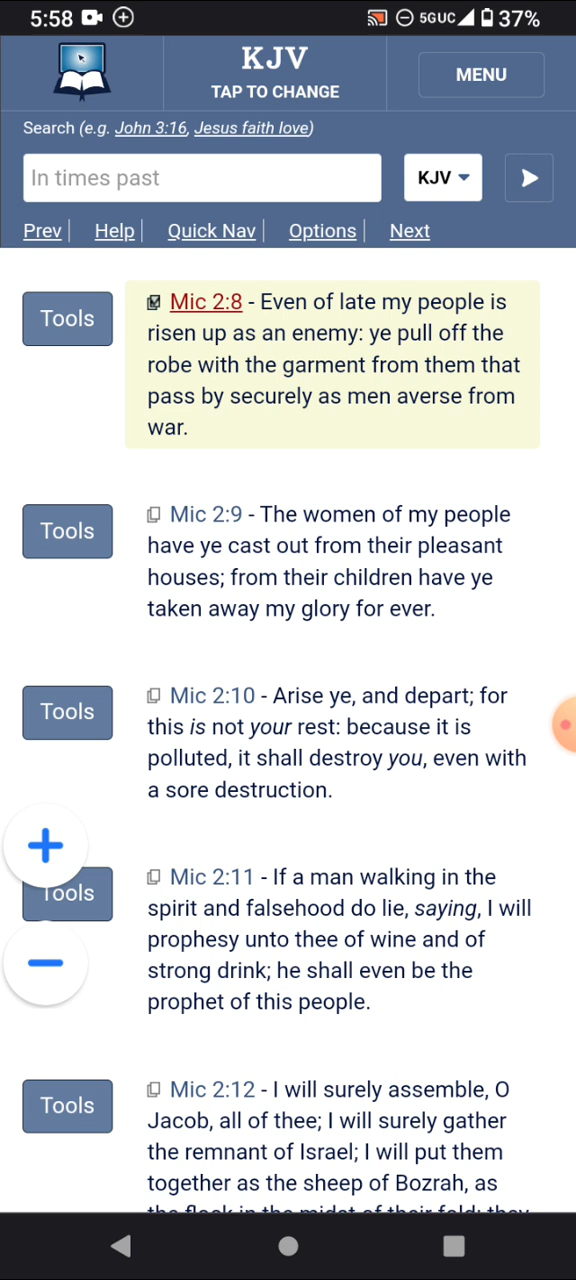 5:58 5GUC 37%
KJV
TAP TO CHANGE
MENU
Search (e.g. John 3:16, Jesus faith love)
In times past
KJV
Prev Help Quick Nav Options Next
Tools
Mic 2:8 - Even of late my people is
risen up as an enemy: ye pull off the
robe with the garment from them that
pass by securely as men averse from
war.
Tools
Mic 2:9 - The women of my people
have ye cast out from their pleasant
houses; from their children have ye
taken away my glory for ever.
Tools
Mic 2:10 - Arise ye, and depart; for
this is not your rest: because it is
polluted, it shall destroy you, even with
a sore destruction.
Tools
Mic 2:11 - If a man walking in the
spirit and falsehood do lie, saying, I will
prophesy unto thee of wine and of
strong drink; he shall even be the
prophet of this people.
Tools
Mic 2:12 - I will surely assemble, O
Jacob, all of thee; I will surely gather
the remnant of Israel; I will put them
together as the sheep of Bozrah, as
the flock in the midst of their fold: they